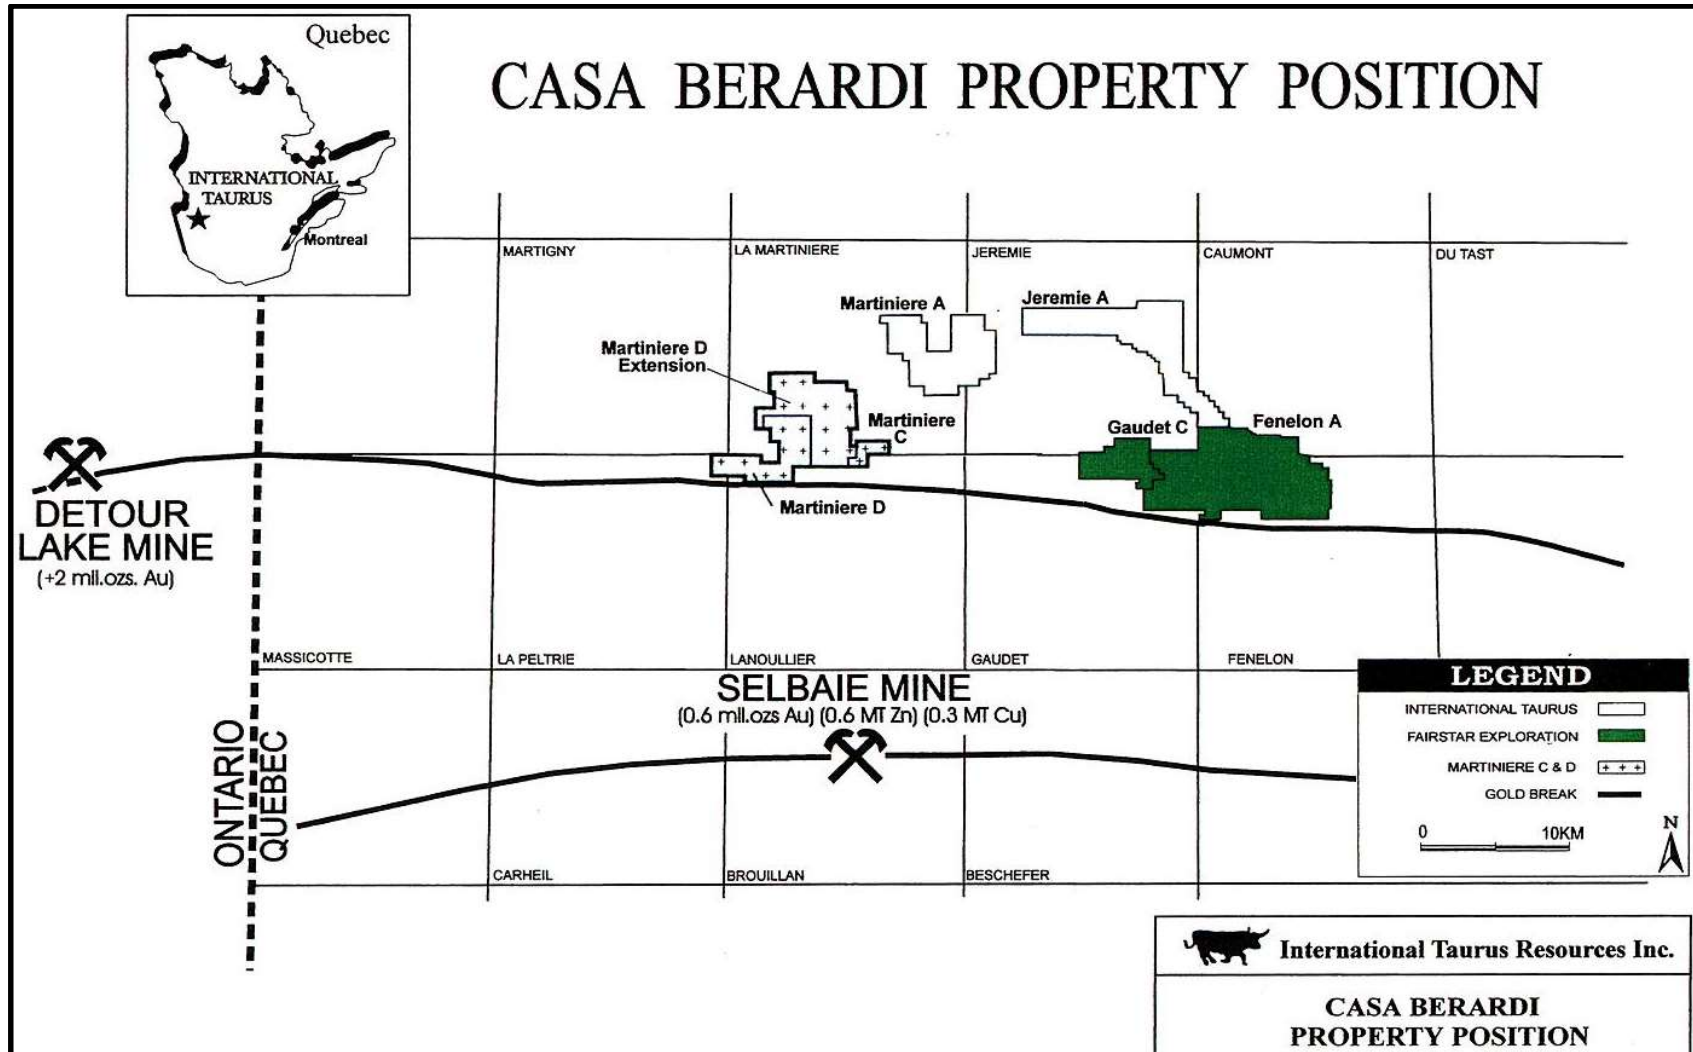 Quebec
INTERNATIONAL
TAURUS
Montreal
CASA BERARDI PROPERTY POSITION
MARTIGNY
LA MARTINIERE
JEREMIE
CAUMONT
DU TAST
Martiniere A
Jeremie A
Martiniere D
Extension
Martiniere
C
Gaudet C
Fenelon A
Martiniere D
DETOUR
LAKE MINE
(+2 mil.ozs. Au)
MASSICOTTE
LA PELTRIE
LANOULLIER
GAUDET
FENELON
SELBAIE MINE
(0.6 mil.ozs Au) (0.6 MT Zn) (0.3 MT Cu)
ONTARIO
QUEBEC
CARHEIL
BROUILLAN
BESCHEFER
LEGEND
INTERNATIONAL TAURUS
FAIRSTAR EXPLORATION
MARTINIERE C & D
GOLD BREAK
0 10KM
N
International Taurus Resources Inc.
CASA BERARDI
PROPERTY POSITION